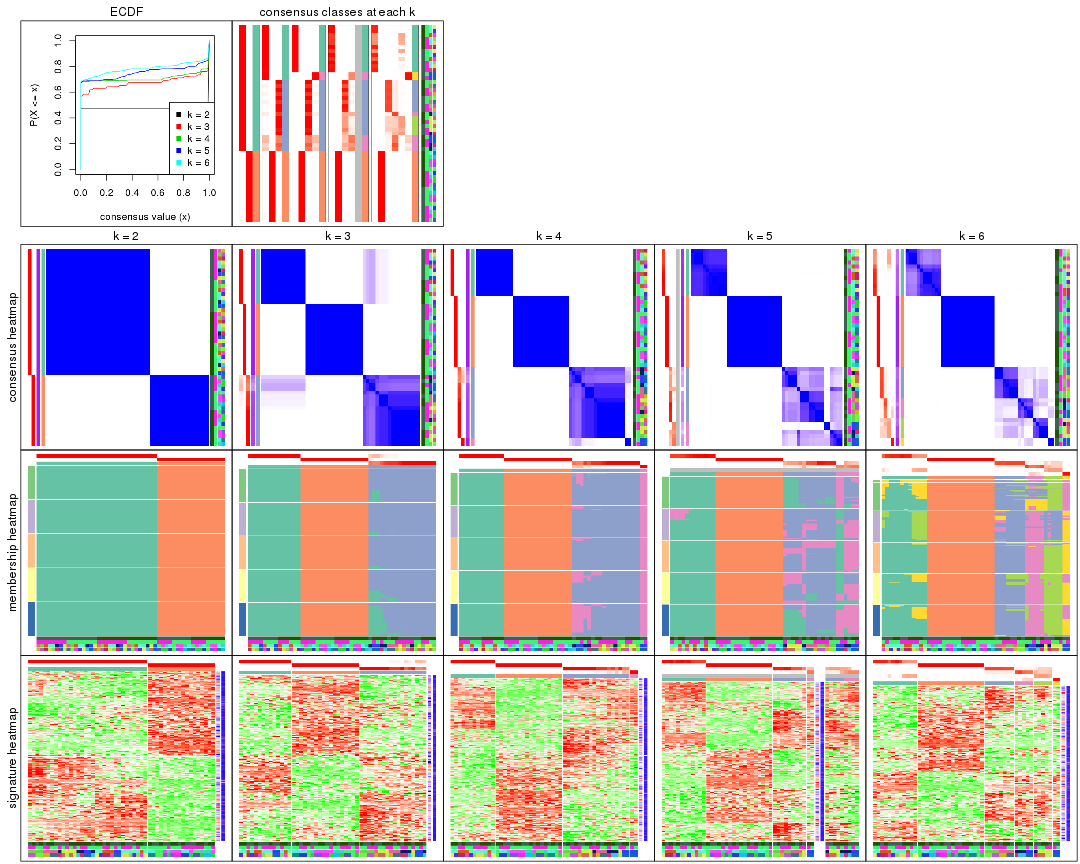 ECDF
consensus classes at each k
P(X <= x)
0.0 0.2 0.4 0.6 0.8 1.0
k = 2
k = 3
k = 4
k = 5
k = 6
0.0 0.2 0.4 0.6 0.8 1.0
consensus value (x)
k = 2
k = 3
k = 4
k = 5
k = 6
consensus heatmap
membership heatmap
signature heatmap